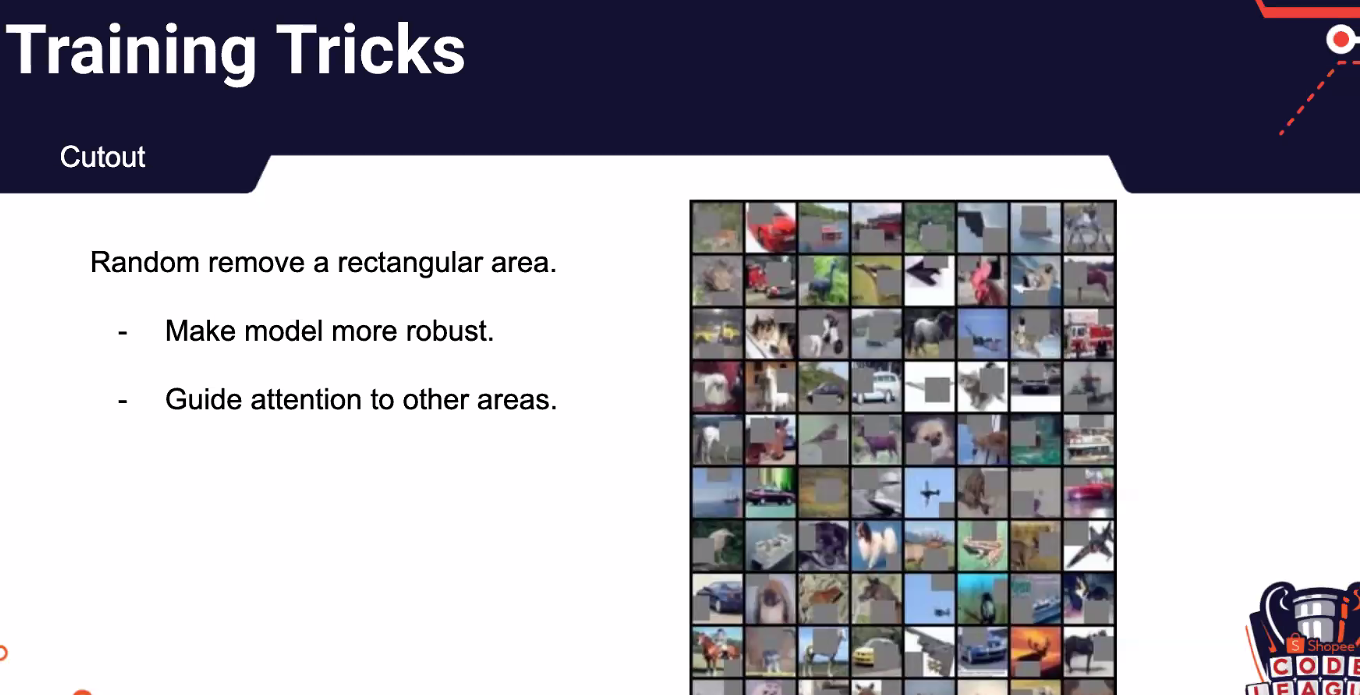 Training Tricks
Cutout
Random remove a rectangular area.
- Make model more robust.
- Guide attention to other areas.
Shopee
CODE
LEAGU